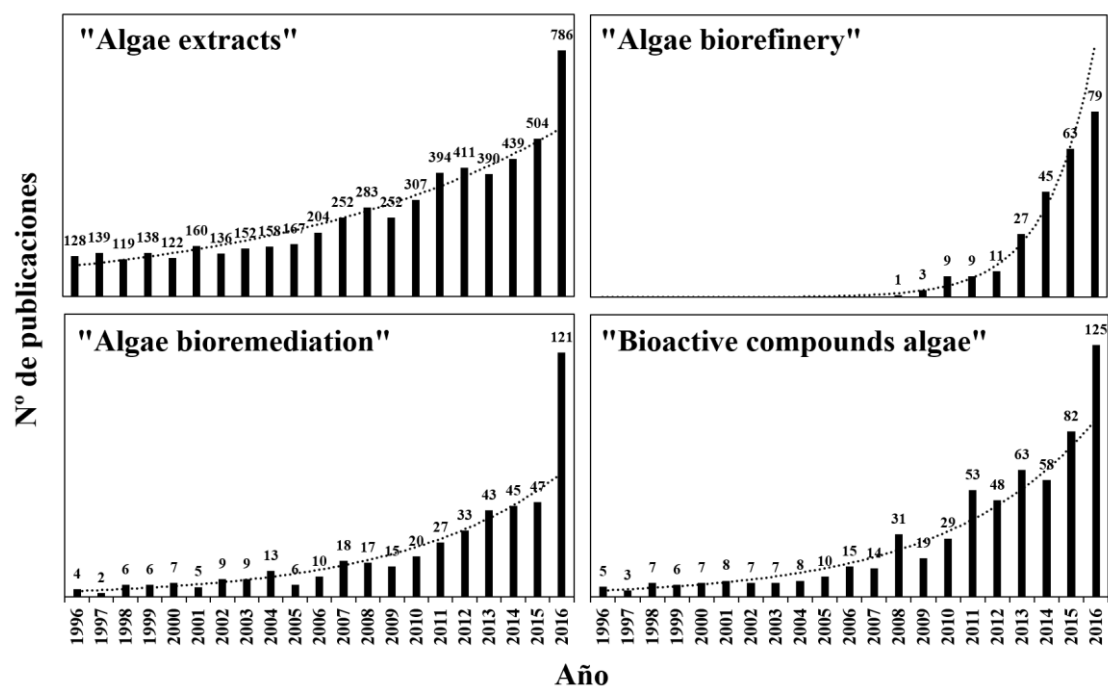 "Algae extracts"
128 139 119 138 122 160 136 152 158 167 204 252 283 252 307 394 411 390 439 504 786
"Algae biorefinery"
1 3 9 9 11 27 45 63 79
"Algae bioremediation"
4 2 6 6 7 5 9 9 13 6 10 18 17 15 20 27 33 43 45 47 121
"Bioactive compounds algae"
5 3 7 6 7 8 7 7 8 10 15 14 31 19 29 53 48 63 58 82 125
Nº de publicaciones
1996 1997 1998 1999 2000 2001 2002 2003 2004 2005 2006 2007 2008 2009 2010 2011 2012 2013 2014 2015 2016
1996 1997 1998 1999 2000 2001 2002 2003 2004 2005 2006 2007 2008 2009 2010 2011 2012 2013 2014 2015 2016
Año